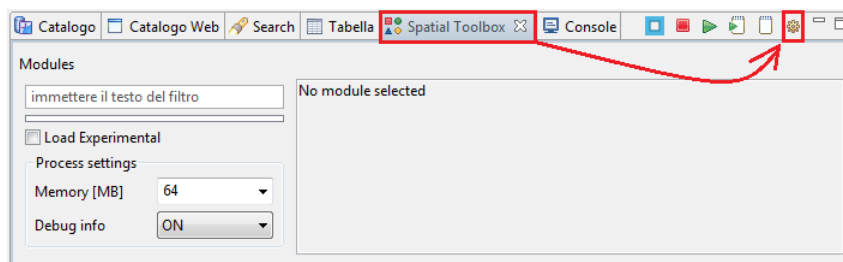 Catalogo Catalogo Web Search Tabella Spatial Toolbox Console
Modules
immettere il testo del filtro
No module selected
Load Experimental
Process settings
Memory [MB] 64
Debug info ON